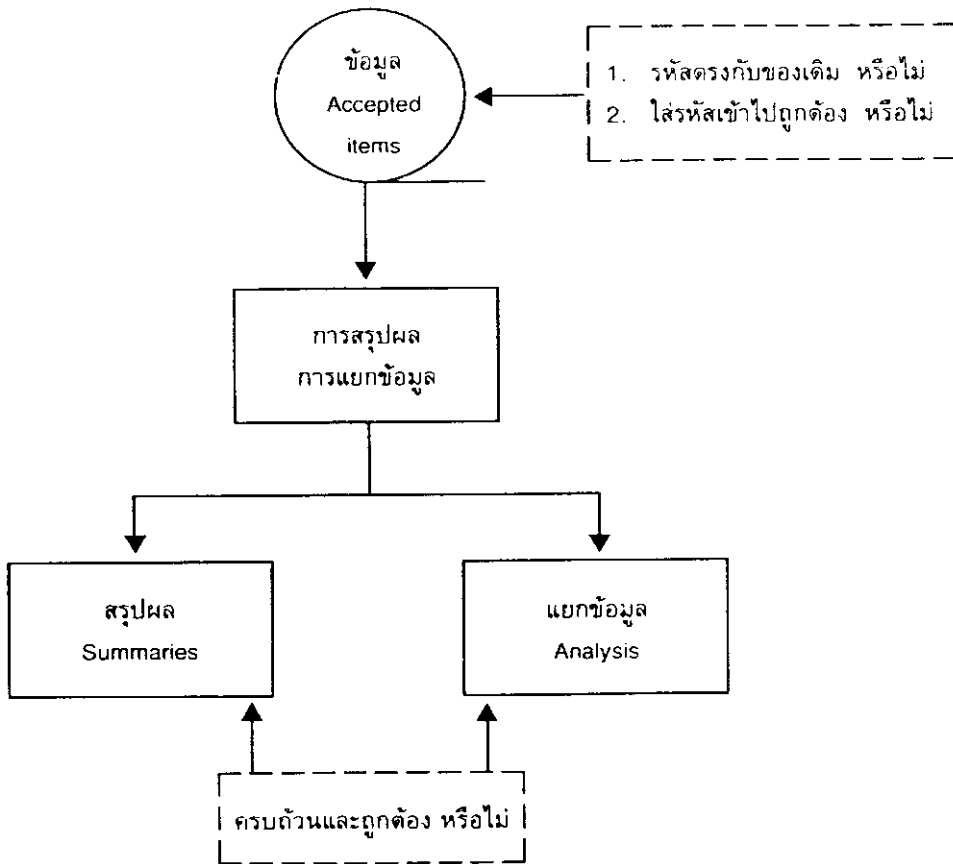 ข้อมูล
Accepted
items
1. รหัสตรงกับของเดิม หรือไม่
2. ใส่รหัสเข้าไปถูกต้อง หรือไม่
การสรุปผล
การแยกข้อมูล
สรุปผล
Summaries
แยกข้อมูล
Analysis
ครบถ้วนและถูกต้อง หรือไม่